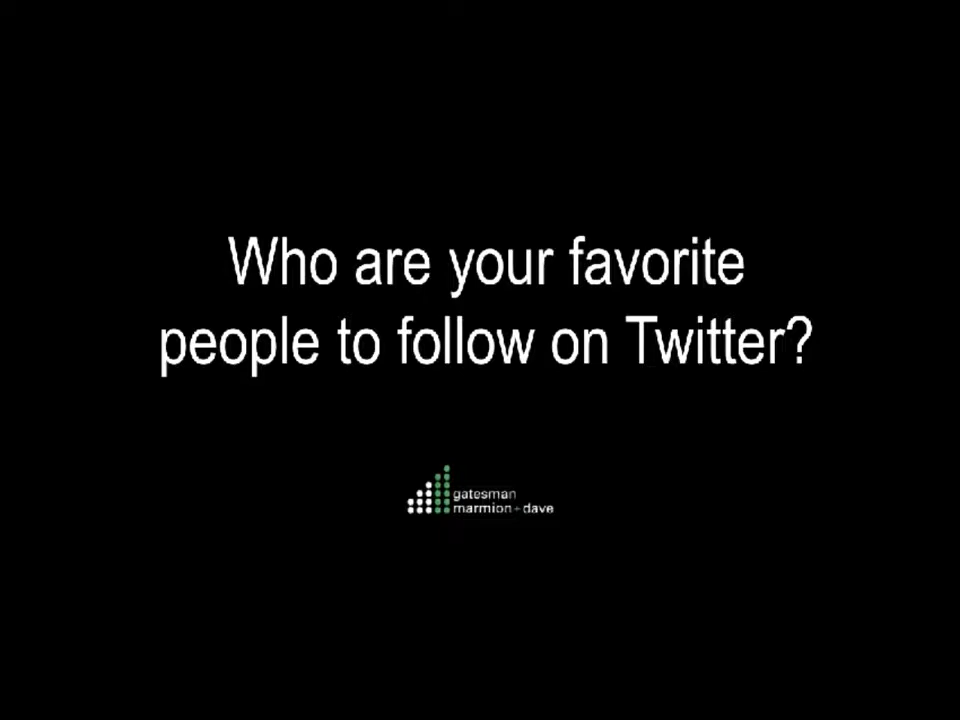 Who are your favorite
people to follow on Twitter?
gatesman
marmion+dave